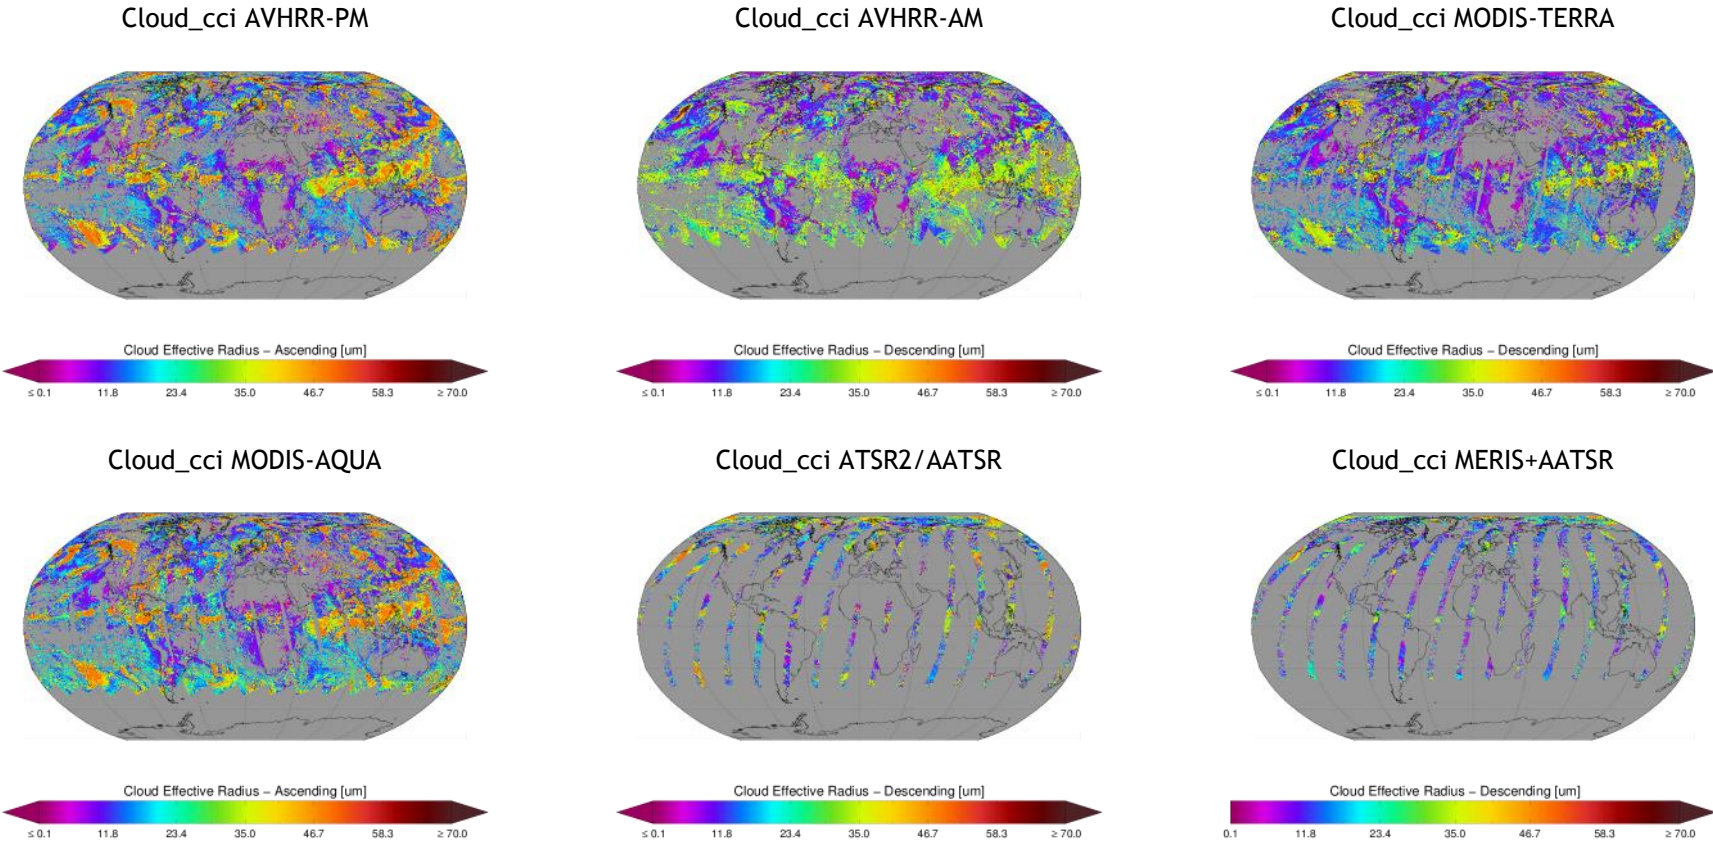 Cloud_cci AVHRR-PM
Cloud_cci AVHRR-AM
Cloud_cci MODIS-TERRA
Cloud Effective Radius – Ascending [um]
≤ 0.1 11.8 23.4 35.0 46.7 58.3 ≥ 70.0
Cloud Effective Radius – Descending [um]
≤ 0.1 11.8 23.4 35.0 46.7 58.3 ≥ 70.0
Cloud Effective Radius – Descending [um]
≤ 0.1 11.8 23.4 35.0 46.7 58.3 ≥ 70.0
Cloud_cci MODIS-AQUA
Cloud_cci ATSR2/AATSR
Cloud_cci MERIS+AATSR
Cloud Effective Radius – Ascending [um]
≤ 0.1 11.8 23.4 35.0 46.7 58.3 ≥ 70.0
Cloud Effective Radius – Descending [um]
≤ 0.1 11.8 23.4 35.0 46.7 58.3 ≥ 70.0
Cloud Effective Radius – Descending [um]
0.1 11.8 23.4 35.0 46.7 58.3 ≥ 70.0